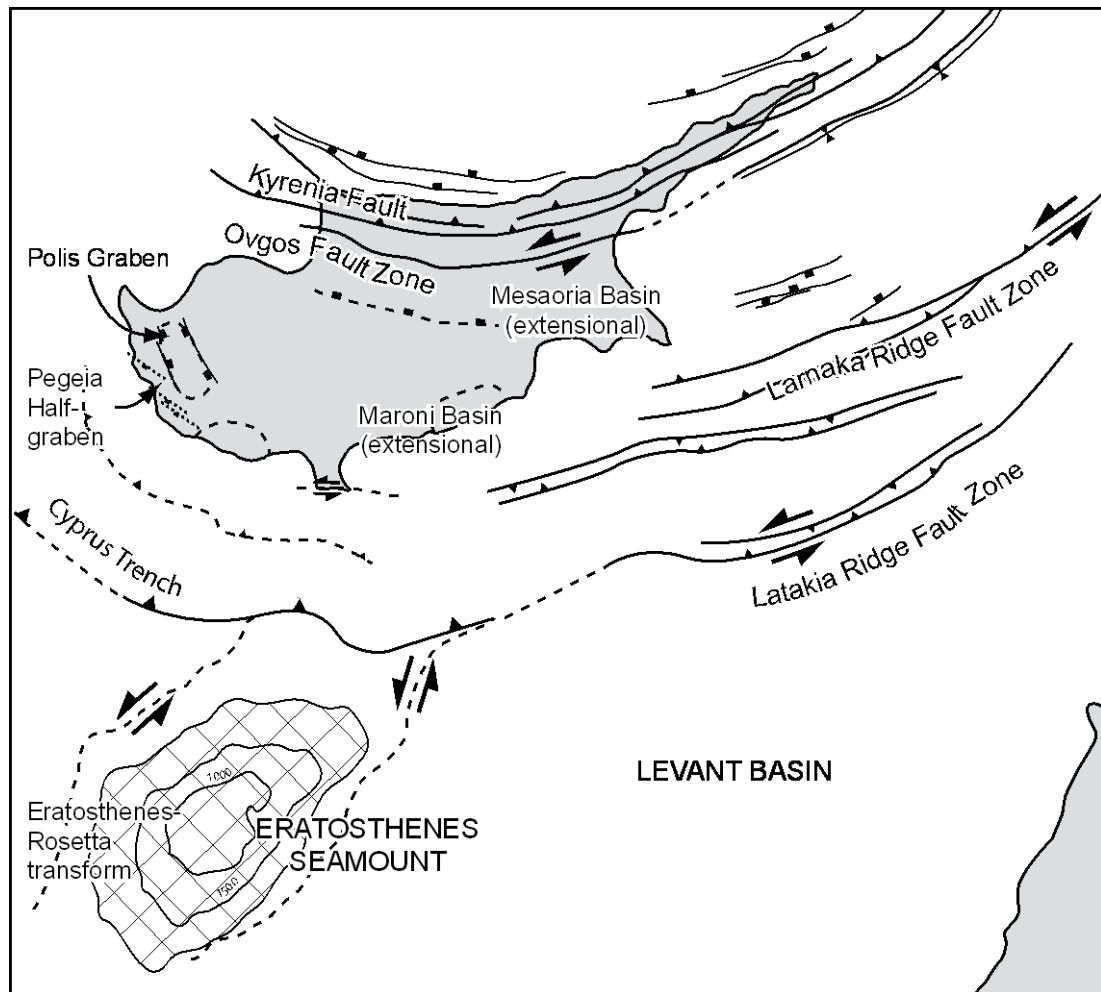 Kyrenia Fault
Ovgos Fault Zone
Polis Graben
Mesaoria Basin
(extensional)
Larnaka Ridge Fault Zone
Pegeia
Half-
graben
Maroni Basin
(extensional)
Cyprus Trench
Latakia Ridge Fault Zone
LEVANT BASIN
1000
Eratosthenes-
Rosetta
transform
ERATOSTHENES
SEAMOUNT
1500